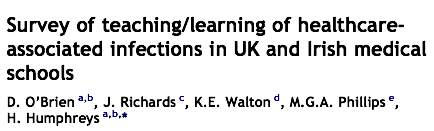 Survey of teaching/learning of healthcare-
associated infections in UK and Irish medical
schools
D. O'Brien a,b, J. Richards c, K.E. Walton d, M.G.A. Phillips e,
H. Humphreys a,b,*